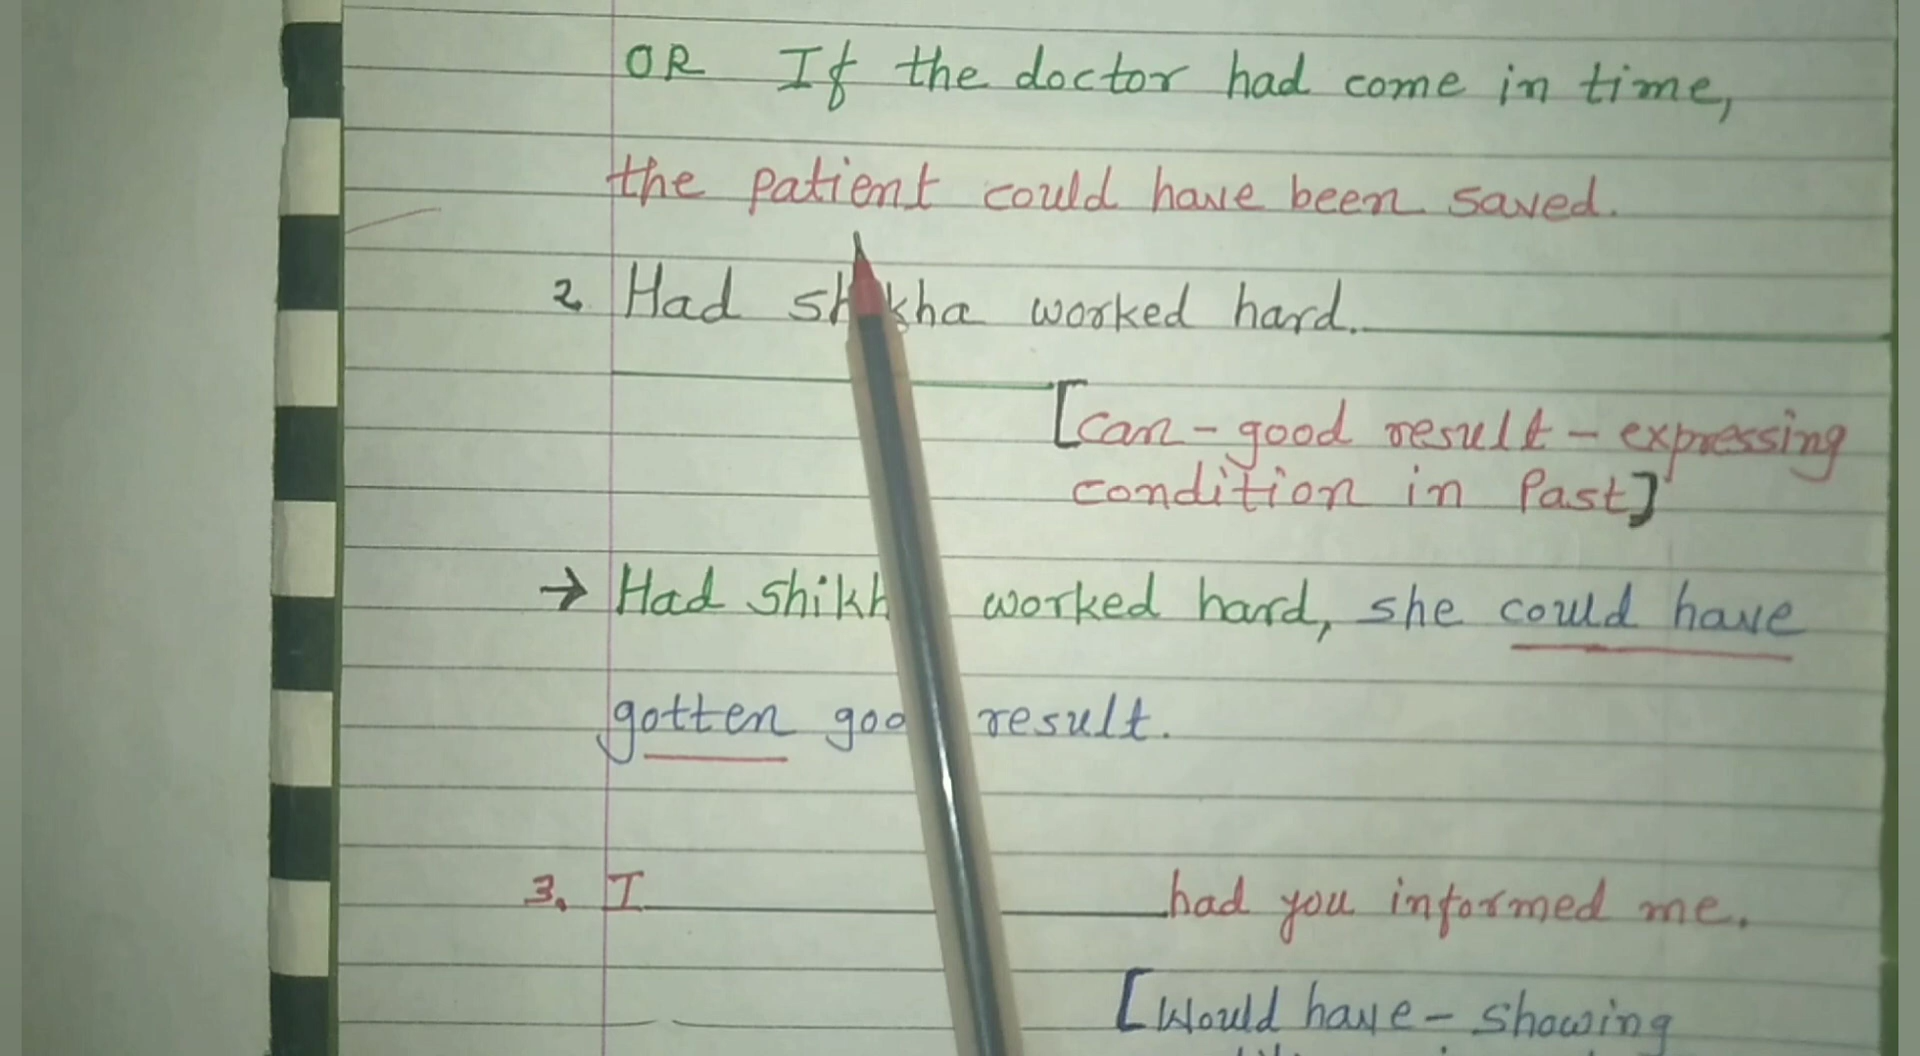 OR If the doctor had come in time,
the patient could have been saved.
2 Had shikha worked hard.
[can - good result - expressing
condition in Past]
→ Had shikh worked hard, she could have
gotten goo result.
3. I had you informed me.
[Would have - showing